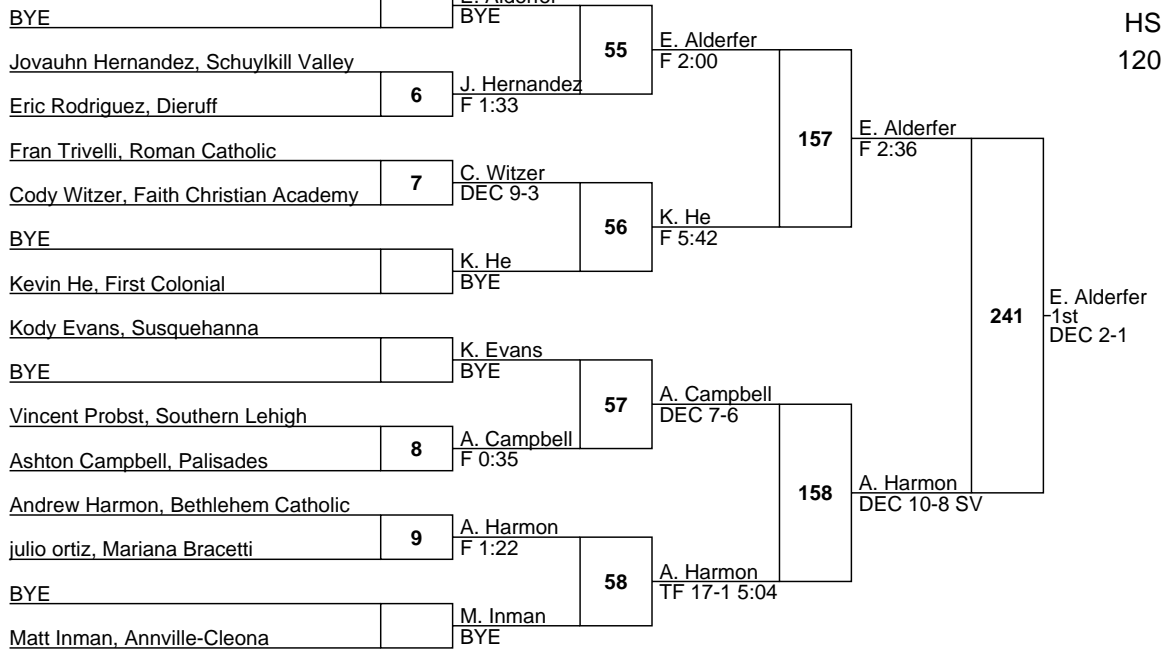 BYE
BYE
HS
120
Jovauhn Hernandez, Schuylkill Valley
6
Eric Rodriguez, Dieruff
J. Hernandez
F 1:33
55
E. Alderfer
F 2:00
Fran Trivelli, Roman Catholic
7
Cody Witzer, Faith Christian Academy
C. Witzer
DEC 9-3
BYE
Kevin He, First Colonial
K. He
BYE
56
K. He
F 5:42
157
E. Alderfer
F 2:36
Kody Evans, Susquehanna
BYE
K. Evans
BYE
Vincent Probst, Southern Lehigh
8
Ashton Campbell, Palisades
A. Campbell
F 0:35
57
A. Campbell
DEC 7-6
Andrew Harmon, Bethlehem Catholic
9
julio ortiz, Mariana Bracetti
A. Harmon
F 1:22
BYE
Matt Inman, Annville-Cleona
M. Inman
BYE
58
A. Harmon
TF 17-1 5:04
158
A. Harmon
DEC 10-8 SV
241
E. Alderfer
1st
DEC 2-1